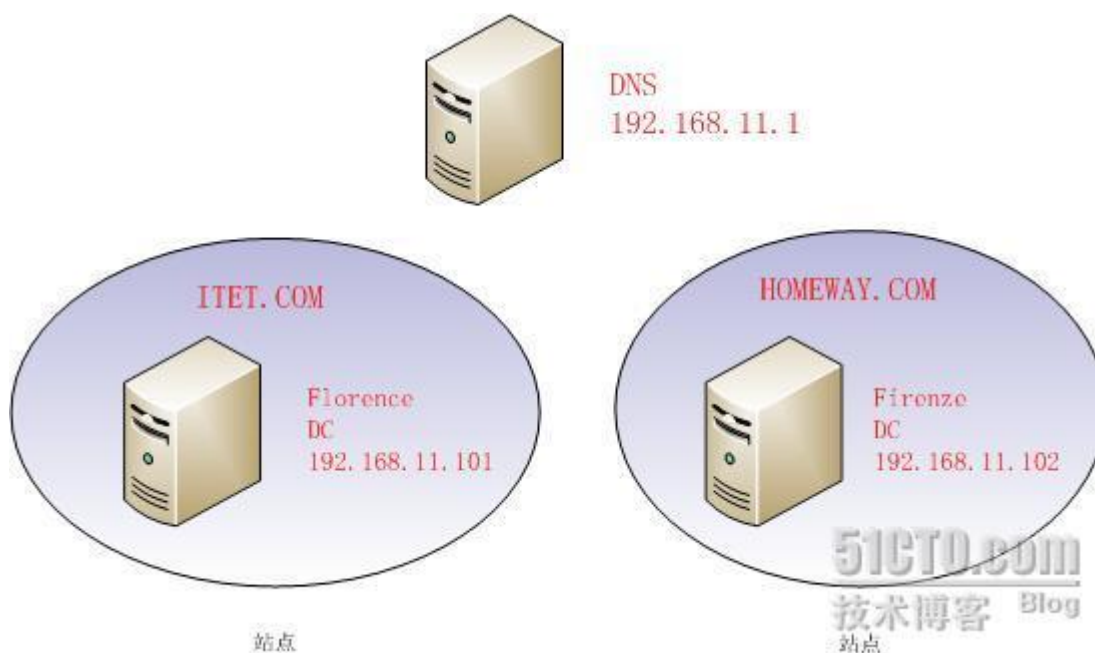 DNS
192.168.11.1
ITET.COM
Florence
DC
192.168.11.101
HOMEWAY.COM
Firenze
DC
192.168.11.102
51CTO.com
技术博客 Blog
站点
站点